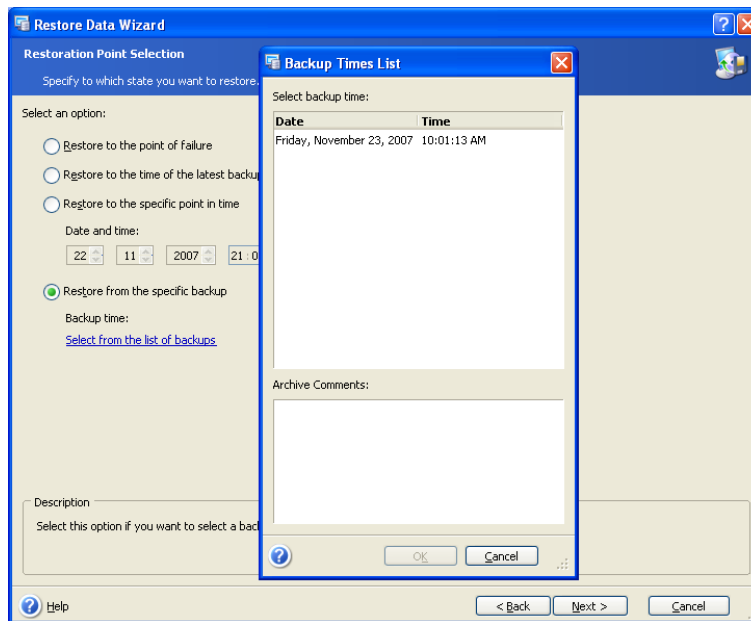 Restore Data Wizard
Restoration Point Selection
Specify to which state you want to restore.
Select an option:
Restore to the point of failure
Restore to the time of the latest backup
Restore to the specific point in time
Date and time:
22 11 2007 21:0
Restore from the specific backup
Backup time:
Select from the list of backups
Description
Select this option if you want to select a bac
Help
< Back Next > Cancel
Backup Times List
Select backup time:
Date Time
Friday, November 23, 2007 10:01:13 AM
Archive Comments:
OK Cancel